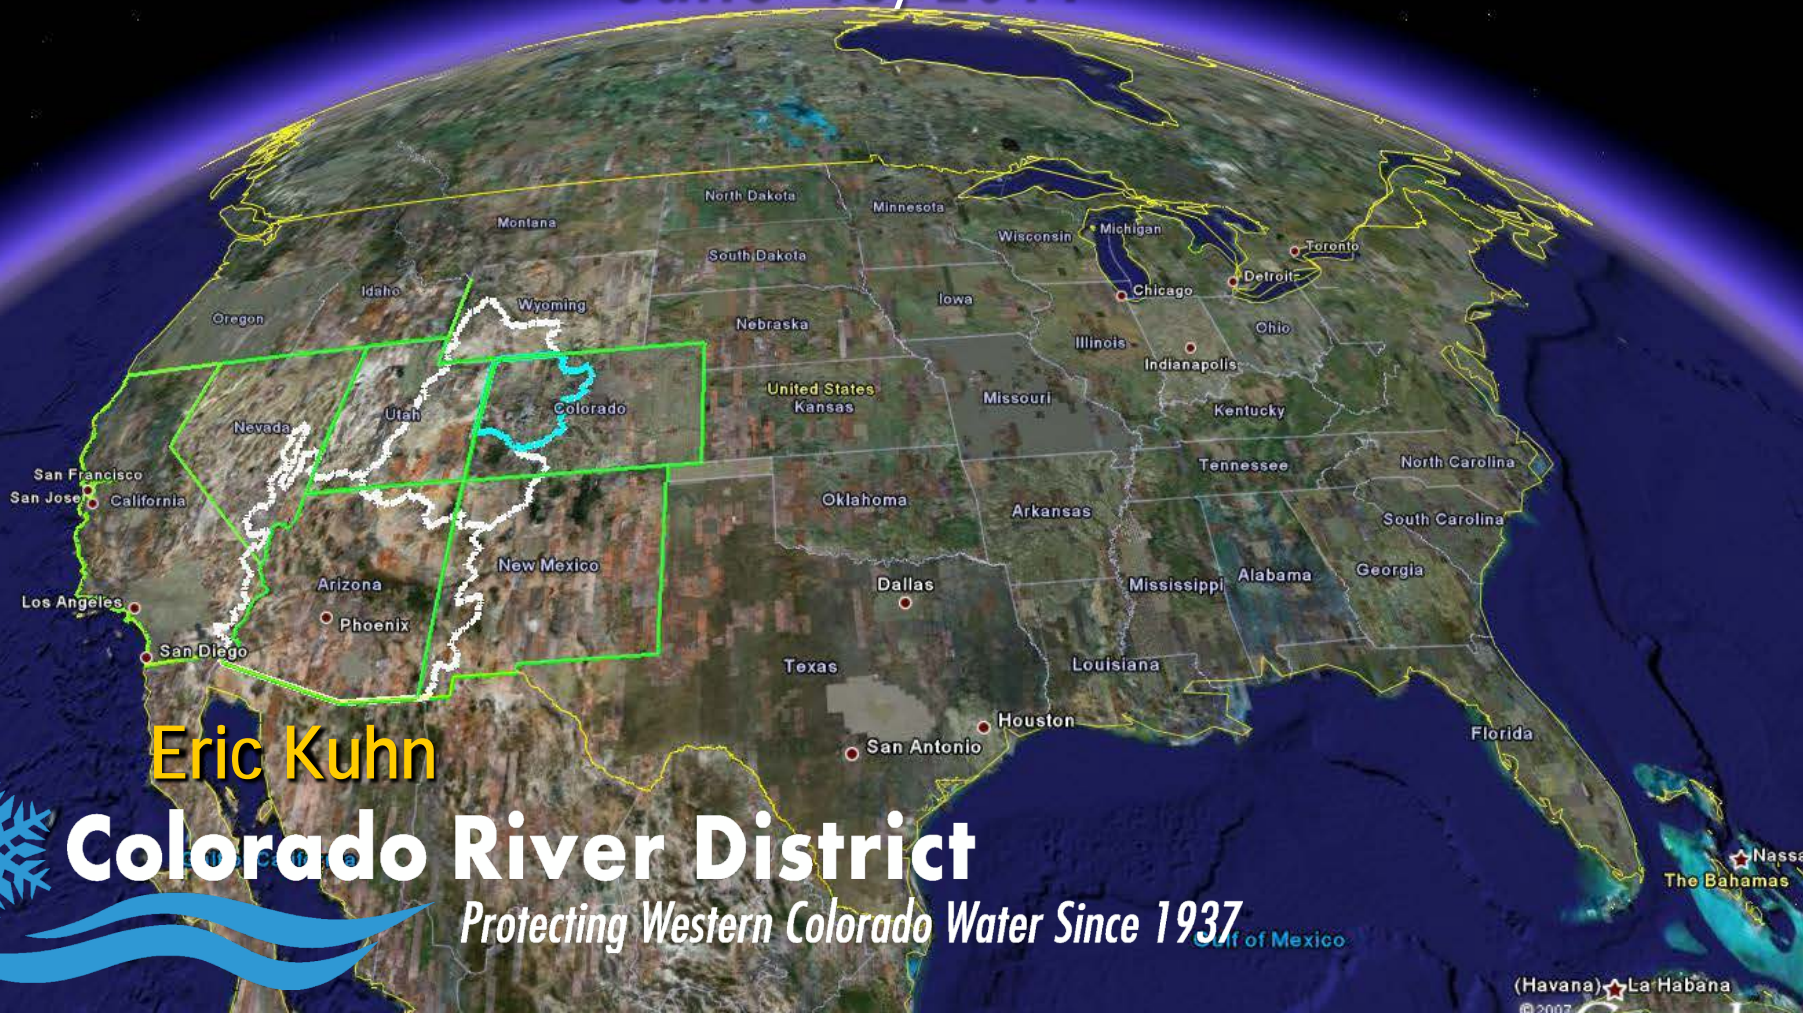 North Dakota
Minnesota
Montana
Wisconsin
Michigan
Toronto
South Dakota
Detroit
Idaho
Wyoming
Chicago
Iowa
Oregon
Nebraska
Ohio
Illinois
Indianapolis
United States
Kansas
Missouri
Utah
Colorado
Kentucky
Nevada
San Francisco
Tennessee
North Carolina
San Jose
California
Oklahoma
Arkansas
South Carolina
New Mexico
Arizona
Dallas
Mississippi
Alabama
Georgia
Los Angeles
Phoenix
San Diego
Texas
Louisiana
Houston
San Antonio
Florida
Eric Kuhn
Colorado River District
Nassa
The Bahamas
Protecting Western Colorado Water Since 1937
Gulf of Mexico
(Havana) La Habana
©2007